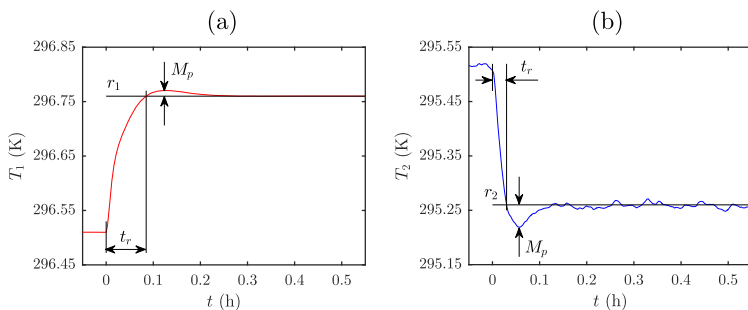 (a)
296.85
296.75
296.65
296.55
296.45
T₁ (K)
r₁
Mₚ
tᵣ
0 0.1 0.2 0.3 0.4 0.5
t (h)
(b)
295.55
295.45
295.35
295.25
295.15
T₂ (K)
tᵣ
r₂
Mₚ
0 0.1 0.2 0.3 0.4 0.5
t (h)